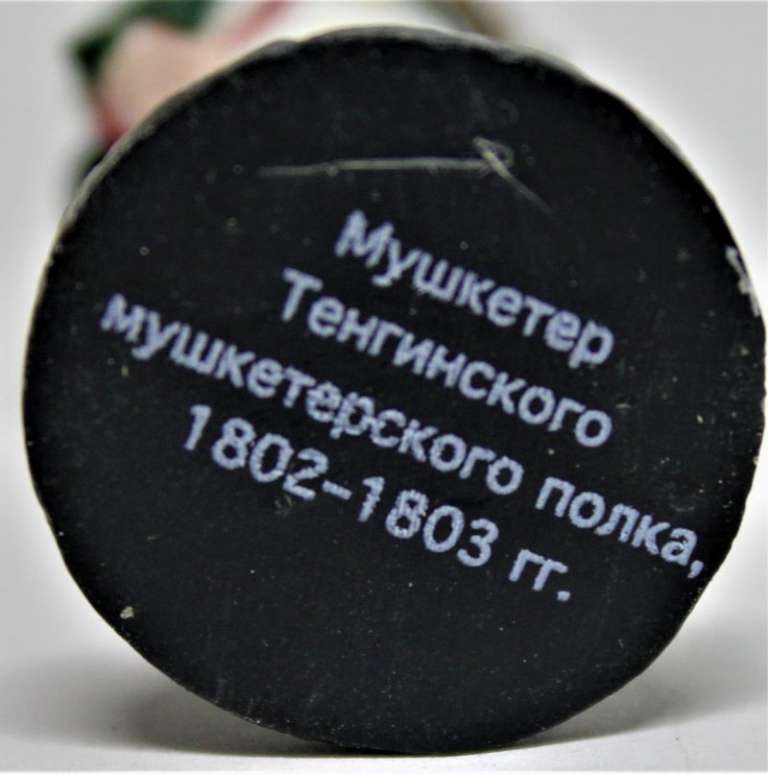 Мушкетер
Тенгинского
мушкетерского полка,
1802-1803 гг.